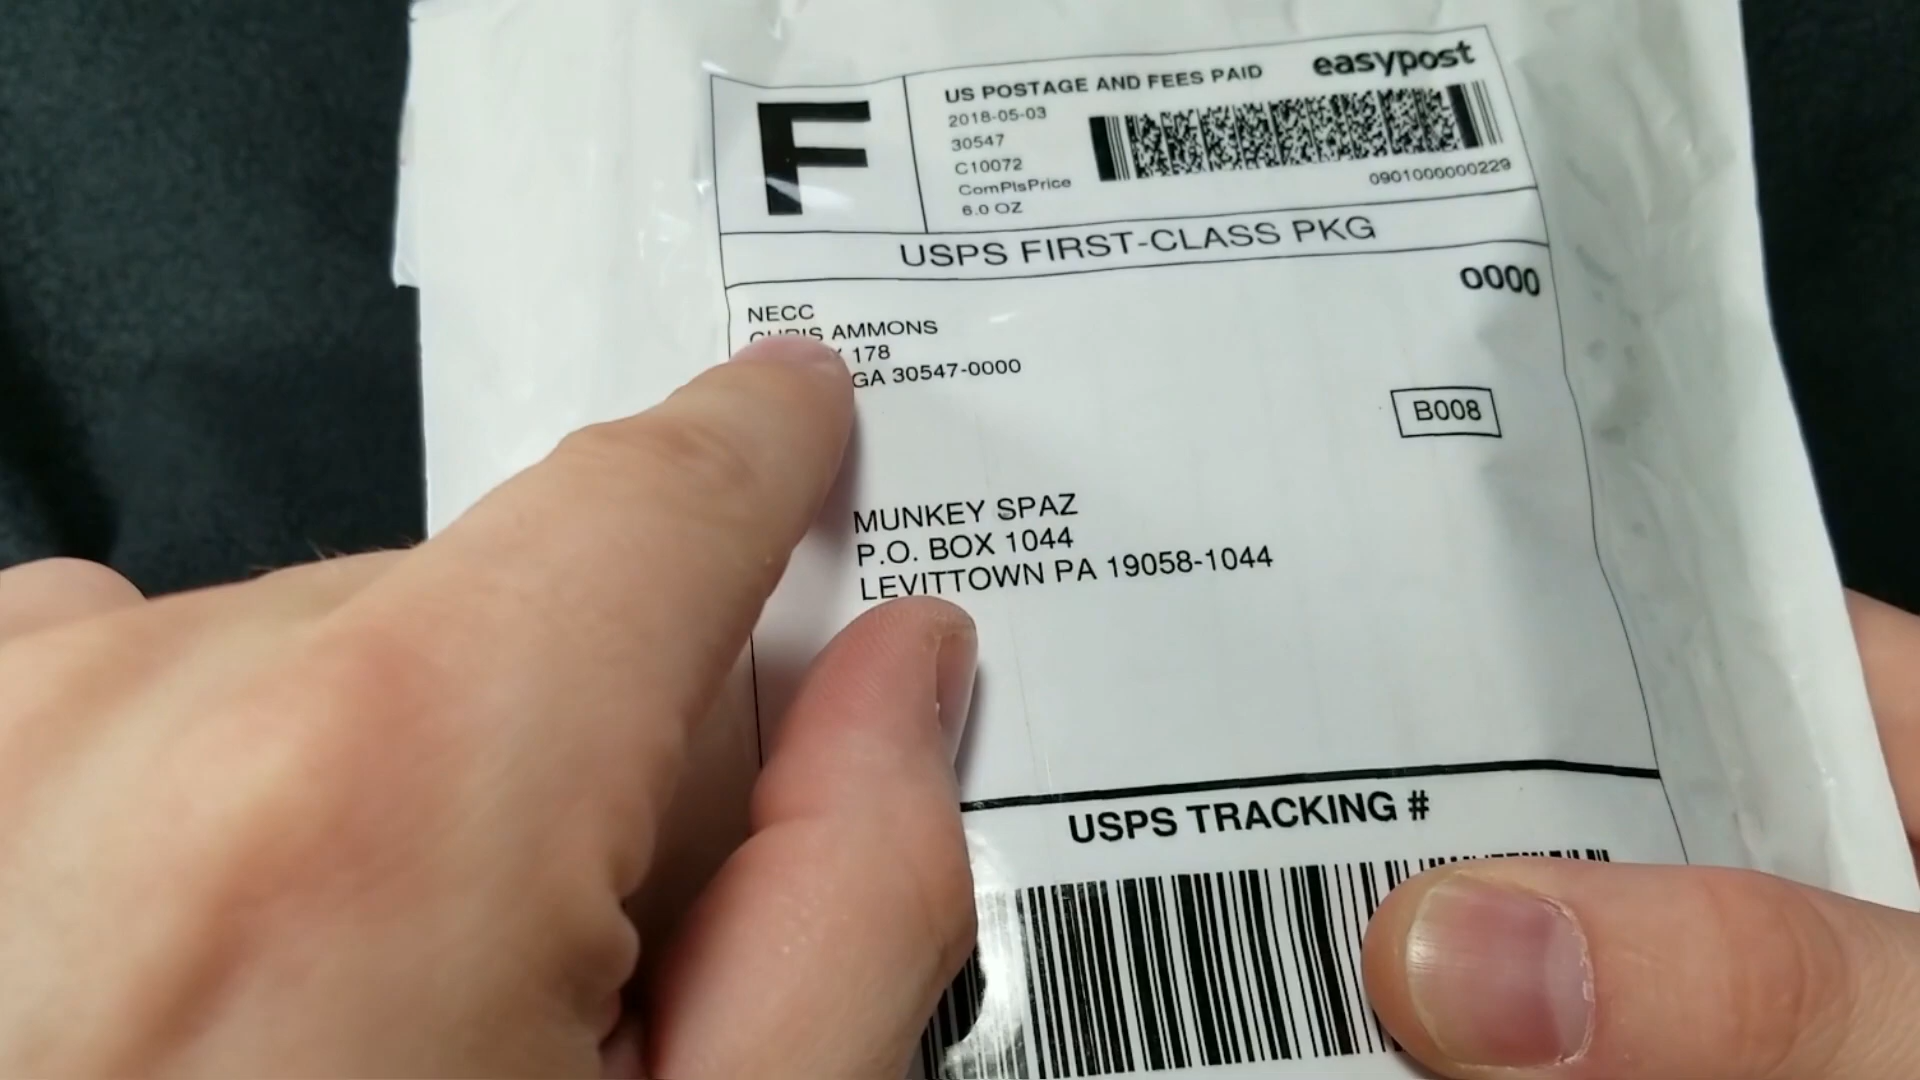 F
US POSTAGE AND FEES PAID
easypost
2018-05-03
30547
C10072
ComPlsPrice
6.0 OZ
0901000000229
USPS FIRST-CLASS PKG
0000
NECC
CHRIS AMMONS
178
GA 30547-0000
B008
MUNKEY SPAZ
P.O. BOX 1044
LEVITTOWN PA 19058-1044
USPS TRACKING #